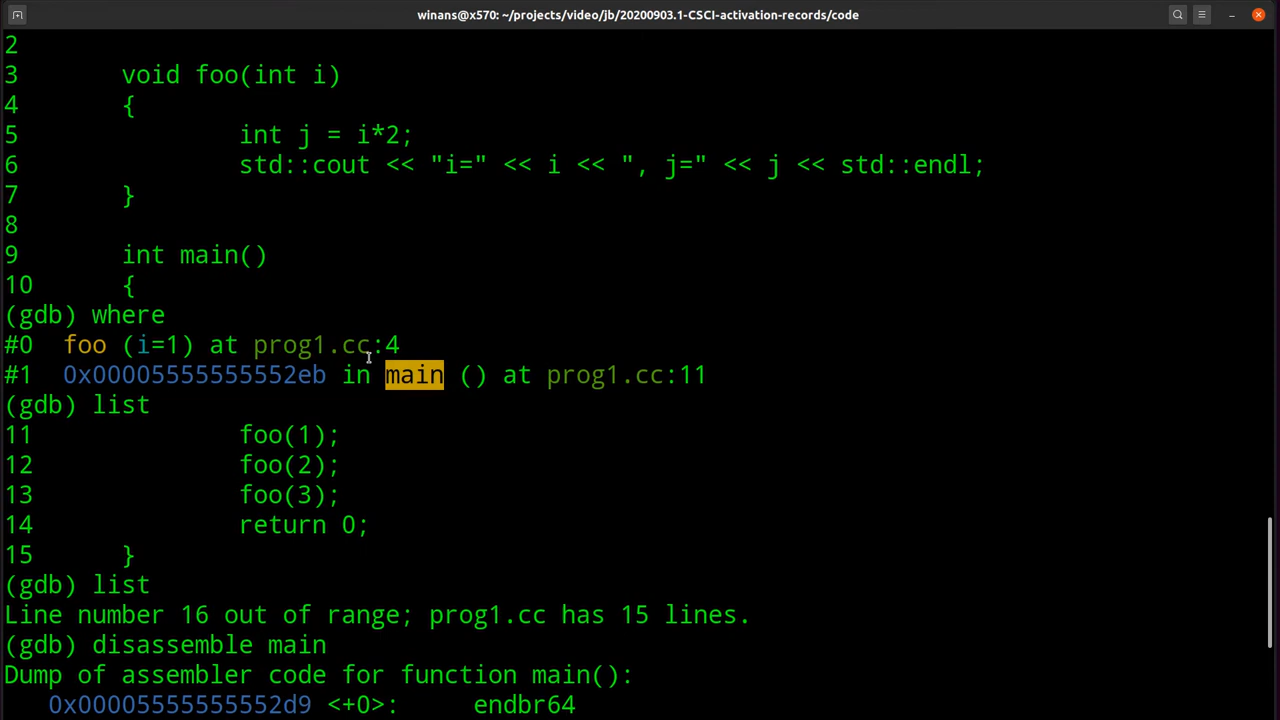 winans@x570: ~/projects/video/jb/20200903.1-CSCI-activation-records/code
2
3 void foo(int i)
4 {
5 int j = i*2;
6 std::cout << "i=" << i << ", j=" << j << std::endl;
7 }
8
9 int main()
10 {
(gdb) where
#0 foo (i=1) at prog1.cc:4
#1 0x00005555555552eb in main () at prog1.cc:11
(gdb) list
11 foo(1);
12 foo(2);
13 foo(3);
14 return 0;
15 }
(gdb) list
Line number 16 out of range; prog1.cc has 15 lines.
(gdb) disassemble main
Dump of assembler code for function main():
0x00005555555552d9 <+0>: endbr64